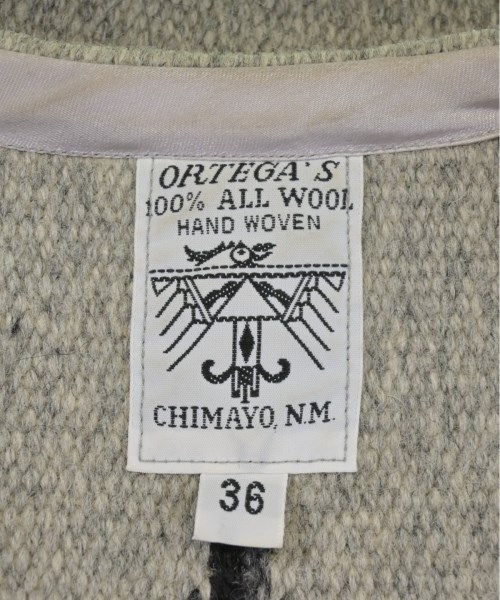 ORTEGA'S
100% ALL WOOL
HAND WOVEN
CHIMAYO, N.M.
36